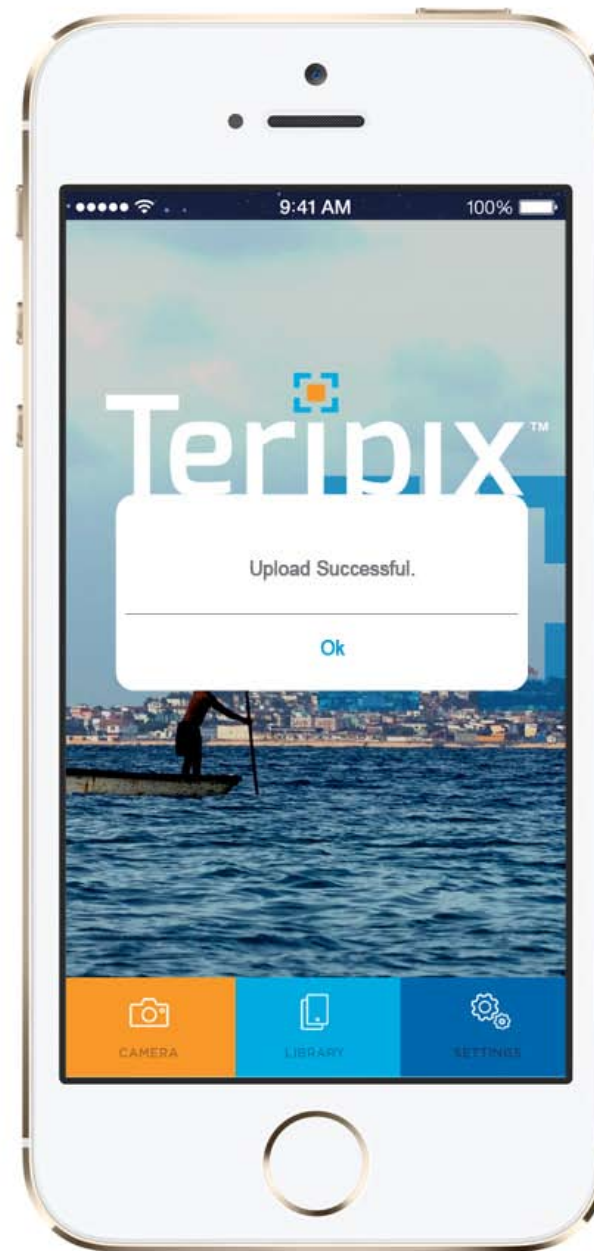 9:41 AM 100%
Teripix™
Upload Successful.
Ok
CAMERA LIBRARY SETTINGS